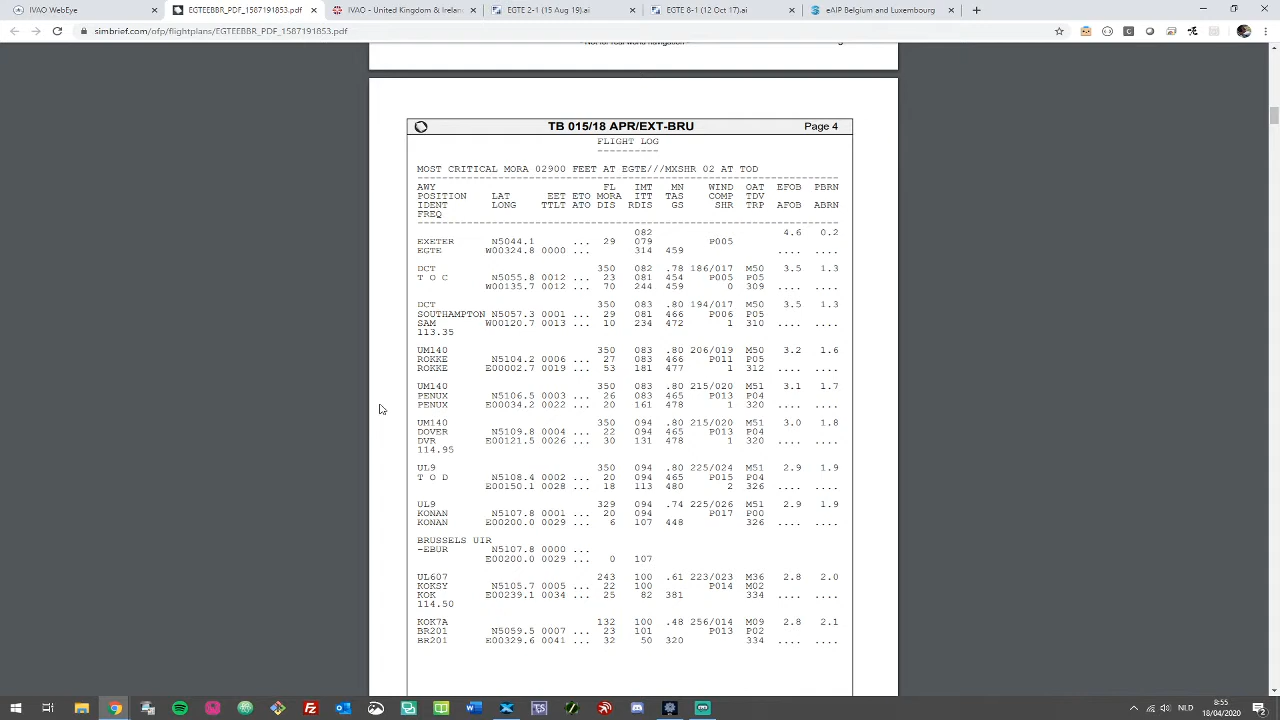 IVAO.WebEye
EGTEEBBR_PDF_1587191853.pdf
IVAO - United Kingdom & Ireland
EGTE 2-1 (15 Aug 19).ai
EGTE 8-1 (12 Oct 17).ai
eAIP Belgium and Luxembourg
simbrief.com/ofp/flightplans/EGTEEBBR_PDF_1587191853.pdf
- Not for real world navigation -
TB 015/18 APR/EXT-BRU Page 4
FLIGHT LOG
----------
MOST CRITICAL MORA 02900 FEET AT EGTE///MXSHR 02 AT TOD
AWY FL IMT MN WIND OAT EFOB PBRN
POSITION LAT EET ETO MORA ITT TAS COMP TDV
IDENT LONG TTLT ATO DIS RDIS GS SHR TRP AFOB ABRN
FREQ
082 4.6 0.2
EXETER N5044.1 ... 29 079 P005
EGTE W00324.8 0000 ... 314 459 .... ....
DCT 350 082 .78 186/017 M50 3.5 1.3
T O C N5055.8 0012 ... 23 081 454 P005 P05
W00135.7 0012 ... 70 244 459 0 309 .... ....
DCT 350 083 .80 194/017 M50 3.5 1.3
SOUTHAMPTON N5057.3 0001 ... 29 081 466 P006 P05
SAM W00120.7 0013 ... 10 234 472 1 310 .... ....
113.35
UM140 350 083 .80 206/019 M50 3.2 1.6
ROKKE N5104.2 0006 ... 27 083 466 P011 P05
ROKKE E00002.7 0019 ... 53 181 477 1 312 .... ....
UM140 350 083 .80 215/020 M51 3.1 1.7
PENUX N5106.5 0003 ... 26 083 465 P013 P04
PENUX E00034.2 0022 ... 20 161 478 1 320 .... ....
UM140 350 094 .80 215/020 M51 3.0 1.8
DOVER N5109.8 0004 ... 22 094 465 P013 P04
DVR E00121.5 0026 ... 30 131 478 1 320 .... ....
114.95
UL9 350 094 .80 225/024 M51 2.9 1.9
T O D N5108.4 0002 ... 20 094 465 P015 P04
E00150.1 0028 ... 18 113 480 2 326 .... ....
UL9 329 094 .74 225/026 M51 2.9 1.9
KONAN N5107.8 0001 ... 20 094 P017 P00
KONAN E00200.0 0029 ... 6 107 448 326 .... ....
BRUSSELS UIR
-EBUR N5107.8 0000 ...
E00200.0 0029 ... 0 107
UL607 243 100 .61 223/023 M36 2.8 2.0
KOKSY N5105.7 0005 ... 22 100 P014 M02
KOK E00239.1 0034 ... 25 82 381 334 .... ....
114.50
KOK7A 132 100 .48 256/014 M09 2.8 2.1
BR201 N5059.5 0007 ... 23 101 P013 P02
BR201 E00329.6 0041 ... 32 50 320 334 .... ....
NLD
8:55
18/04/2020